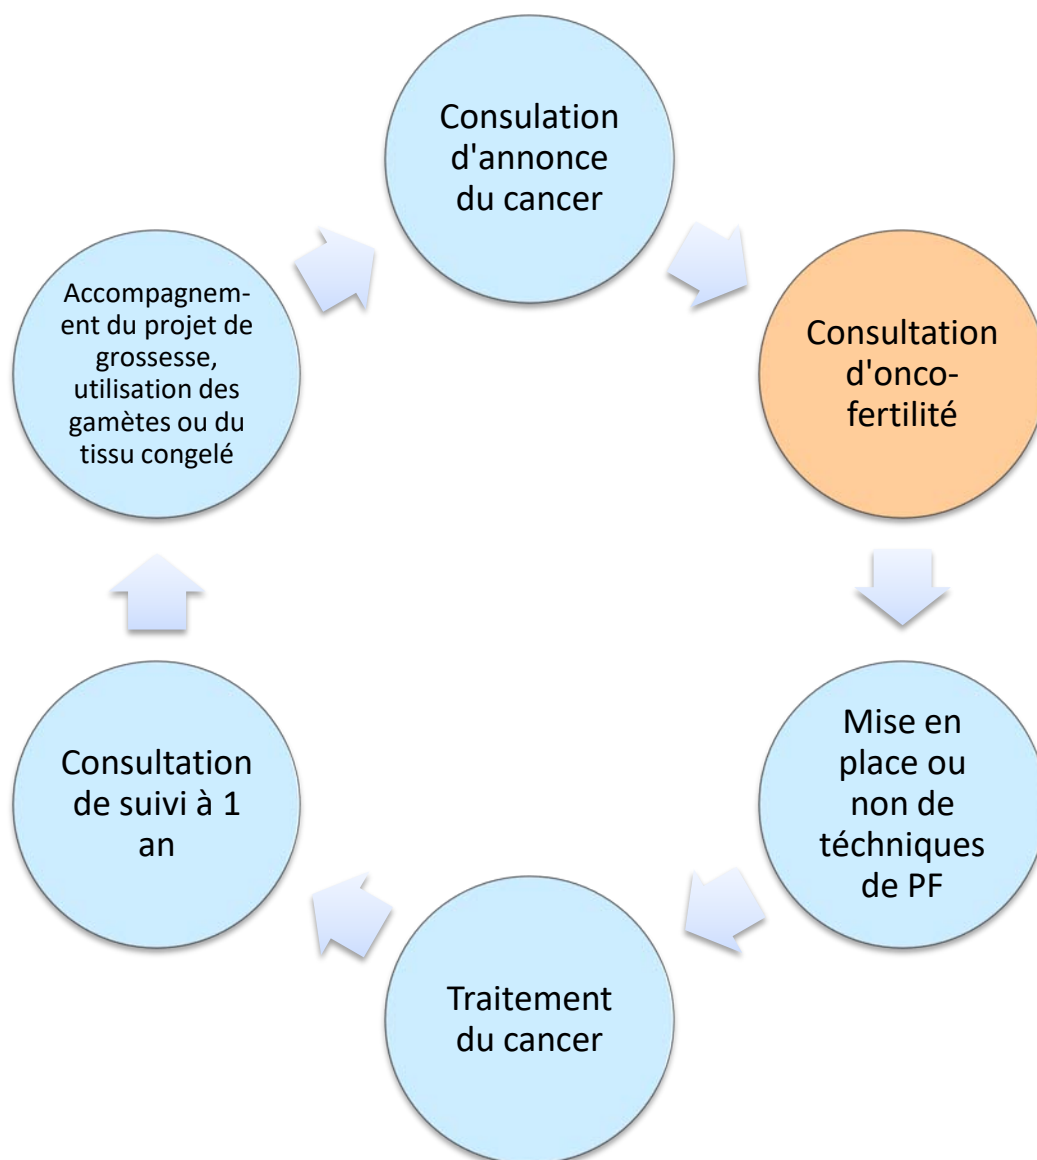 Consulation
d'annonce
du cancer
Consultation
d'onco-
fertilité
Mise en
place ou
non de
téchniques
de PF
Traitement
du cancer
Consultation
de suivi à 1
an
Accompagnem-
ent du projet de
grossesse,
utilisation des
gamètes ou du
tissu congelé